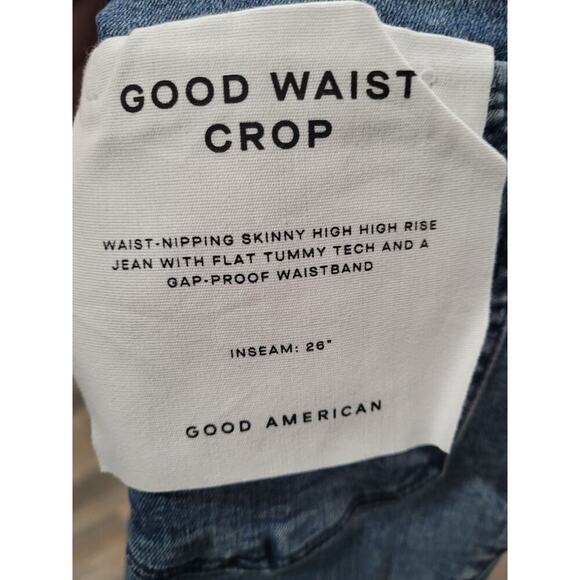 GOOD WAIST
CROP
WAIST-NIPPING SKINNY HIGH HIGH RISE
JEAN WITH FLAT TUMMY TECH AND A
GAP-PROOF WAISTBAND
INSEAM: 26"
GOOD AMERICAN